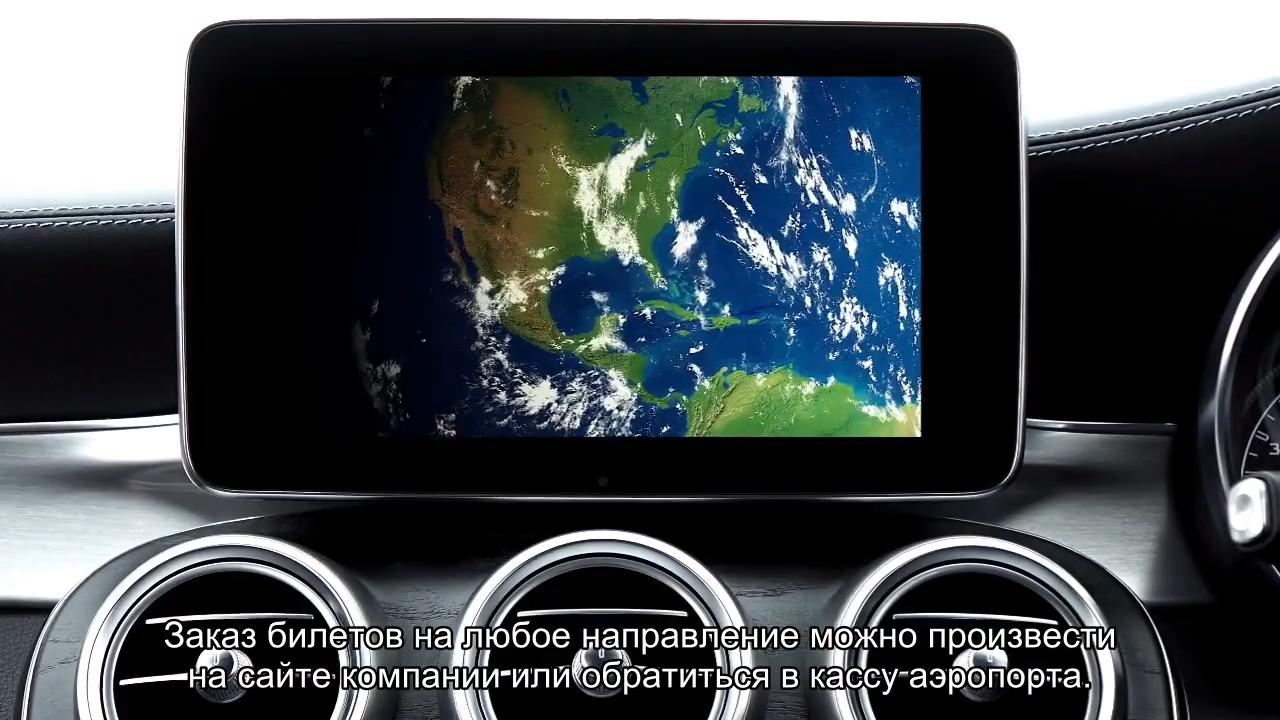 Заказ билетов на любое направление можно произвести
на сайте компании или обратиться в кассу аэропорта.